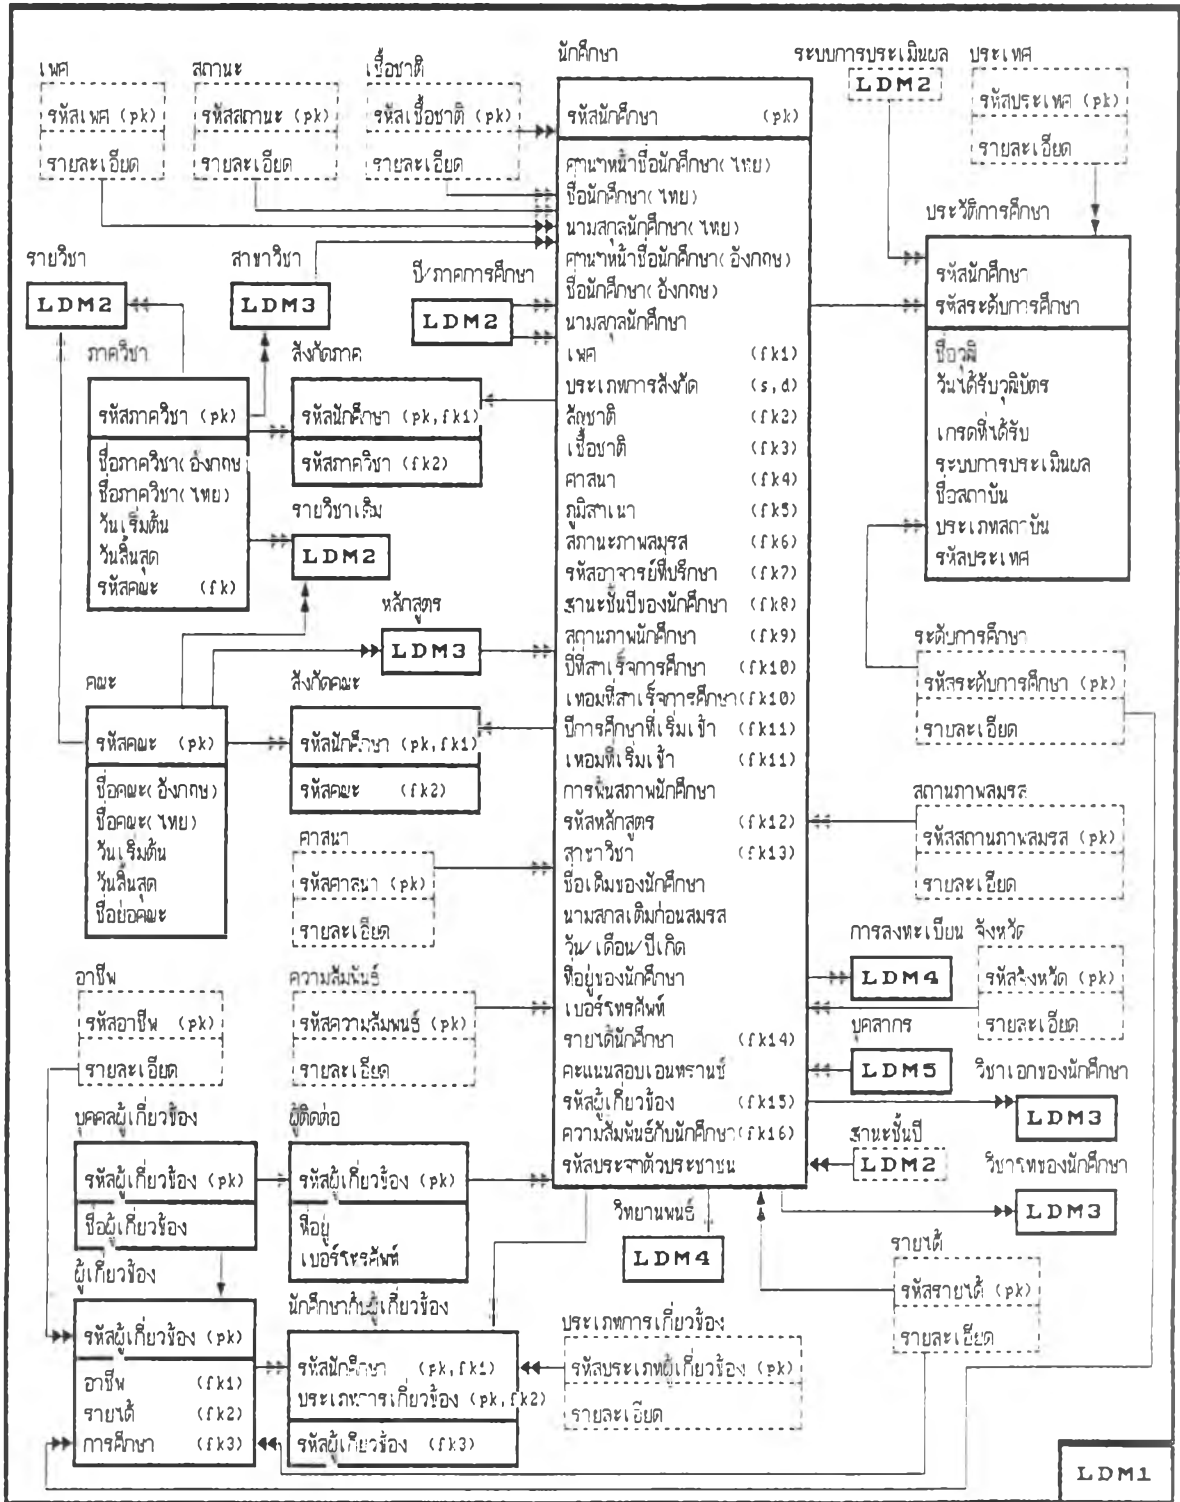 เพศ
รหัสเพศ (pk)
รายละเอียด
สถานะ
รหัสสถานะ (pk)
รายละเอียด
เชื้อชาติ
รหัสเชื้อชาติ (pk)
รายละเอียด
นักศึกษา
รหัสนักศึกษา (pk)
คำนำหน้าชื่อนักศึกษา(ไทย)
ชื่อนักศึกษา(ไทย)
นามสกุลนักศึกษา(ไทย)
คำนำหน้าชื่อนักศึกษา(อังกฤษ)
ชื่อนักศึกษา(อังกฤษ)
นามสกุลนักศึกษา
เพศ (fk1)
ประเภทการสังกัด (s,d)
สัญชาติ (fk2)
เชื้อชาติ (fk3)
ศาสนา (fk4)
ภูมิลำเนา (fk5)
สถานะภาพสมรส (fk6)
รหัสอาจารย์ที่ปรึกษา (fk7)
ฐานะชั้นปีของนักศึกษา (fk8)
สถานภาพนักศึกษา (fk9)
ปีที่สำเร็จการศึกษา (fk10)
เทอมที่สำเร็จการศึกษา(fk10)
ปีการศึกษาที่เริ่มเข้า (fk11)
เทอมที่เริ่มเข้า (fk11)
การพ้นสภาพนักศึกษา
รหัสหลักสูตร (fk12)
สาขาวิชา (fk13)
ชื่อเดิมของนักศึกษา
นามสกุลเดิมก่อนสมรส
วัน/เดือน/ปีเกิด
ที่อยู่ของนักศึกษา
เบอร์โทรศัพท์
รายได้นักศึกษา (fk14)
คะแนนสอบเอนทรานซ์
รหัสผู้เกี่ยวข้อง (fk15)
ความสัมพันธ์กับนักศึกษา(fk16)
รหัสประจำตัวประชาชน
ระบบการประเมินผล
LDM2
ประเทศ
รหัสประเทศ (pk)
รายละเอียด
ประวัติการศึกษา
รหัสนักศึกษา
รหัสระดับการศึกษา
ชื่อวุฒิ
วันได้รับวุฒิบัตร
เกรดที่ได้รับ
ระบบการประเมินผล
ชื่อสถาบัน
ประเภทสถาบัน
รหัสประเทศ
รายวิชา
LDM2
สาขาวิชา
LDM3
ปี/ภาคการศึกษา
LDM2
ภาควิชา
รหัสภาควิชา (pk)
ชื่อภาควิชา(อังกฤษ)
ชื่อภาควิชา(ไทย)
วันเริ่มต้น
วันสิ้นสุด
รหัสคณะ (fk)
สังกัดภาค
รหัสนักศึกษา (pk,fk1)
รหัสภาควิชา (fk2)
รายวิชาเดิม
LDM2
หลักสูตร
LDM3
ระดับการศึกษา
รหัสระดับการศึกษา (pk)
รายละเอียด
คณะ
รหัสคณะ (pk)
ชื่อคณะ(อังกฤษ)
ชื่อคณะ(ไทย)
วันเริ่มต้น
วันสิ้นสุด
ชื่อย่อคณะ
สังกัดคณะ
รหัสนักศึกษา (pk,fk1)
รหัสคณะ (fk2)
สถานภาพสมรส
รหัสสถานภาพสมรส (pk)
รายละเอียด
ศาสนา
รหัสศาสนา (pk)
รายละเอียด
การลงทะเบียน
LDM4
จังหวัด
รหัสจังหวัด (pk)
รายละเอียด
อาชีพ
รหัสอาชีพ (pk)
รายละเอียด
ความสัมพันธ์
รหัสความสัมพนธ์ (pk)
รายละเอียด
บุคลากร
LDM5
วิชาเอกของนักศึกษา
LDM3
บุคคลผู้เกี่ยวข้อง
รหัสผู้เกี่ยวข้อง (pk)
ชื่อผู้เกี่ยวข้อง
ผู้ติดต่อ
รหัสผู้เกี่ยวข้อง (pk)
ที่อยู่
เบอร์โทรศัพท์
ฐานะชั้นปี
LDM2
วิชาโทของนักศึกษา
LDM3
วิทยานพนธ์
LDM4
รายได้
รหัสรายได้ (pk)
รายละเอียด
ผู้เกี่ยวข้อง
รหัสผู้เกี่ยวข้อง (pk)
อาชีพ (fk1)
รายได้ (fk2)
การศึกษา (fk3)
นักศึกษากับผู้เกี่ยวข้อง
รหัสนักศึกษา (pk,fk1)
ประเภทการเกี่ยวข้อง (pk,fk2)
รหัสผู้เกี่ยวข้อง (fk3)
ประเภทการเกี่ยวข้อง
รหัสประเภทผู้เกี่ยวข้อง (pk)
รายละเอียด
LDM1